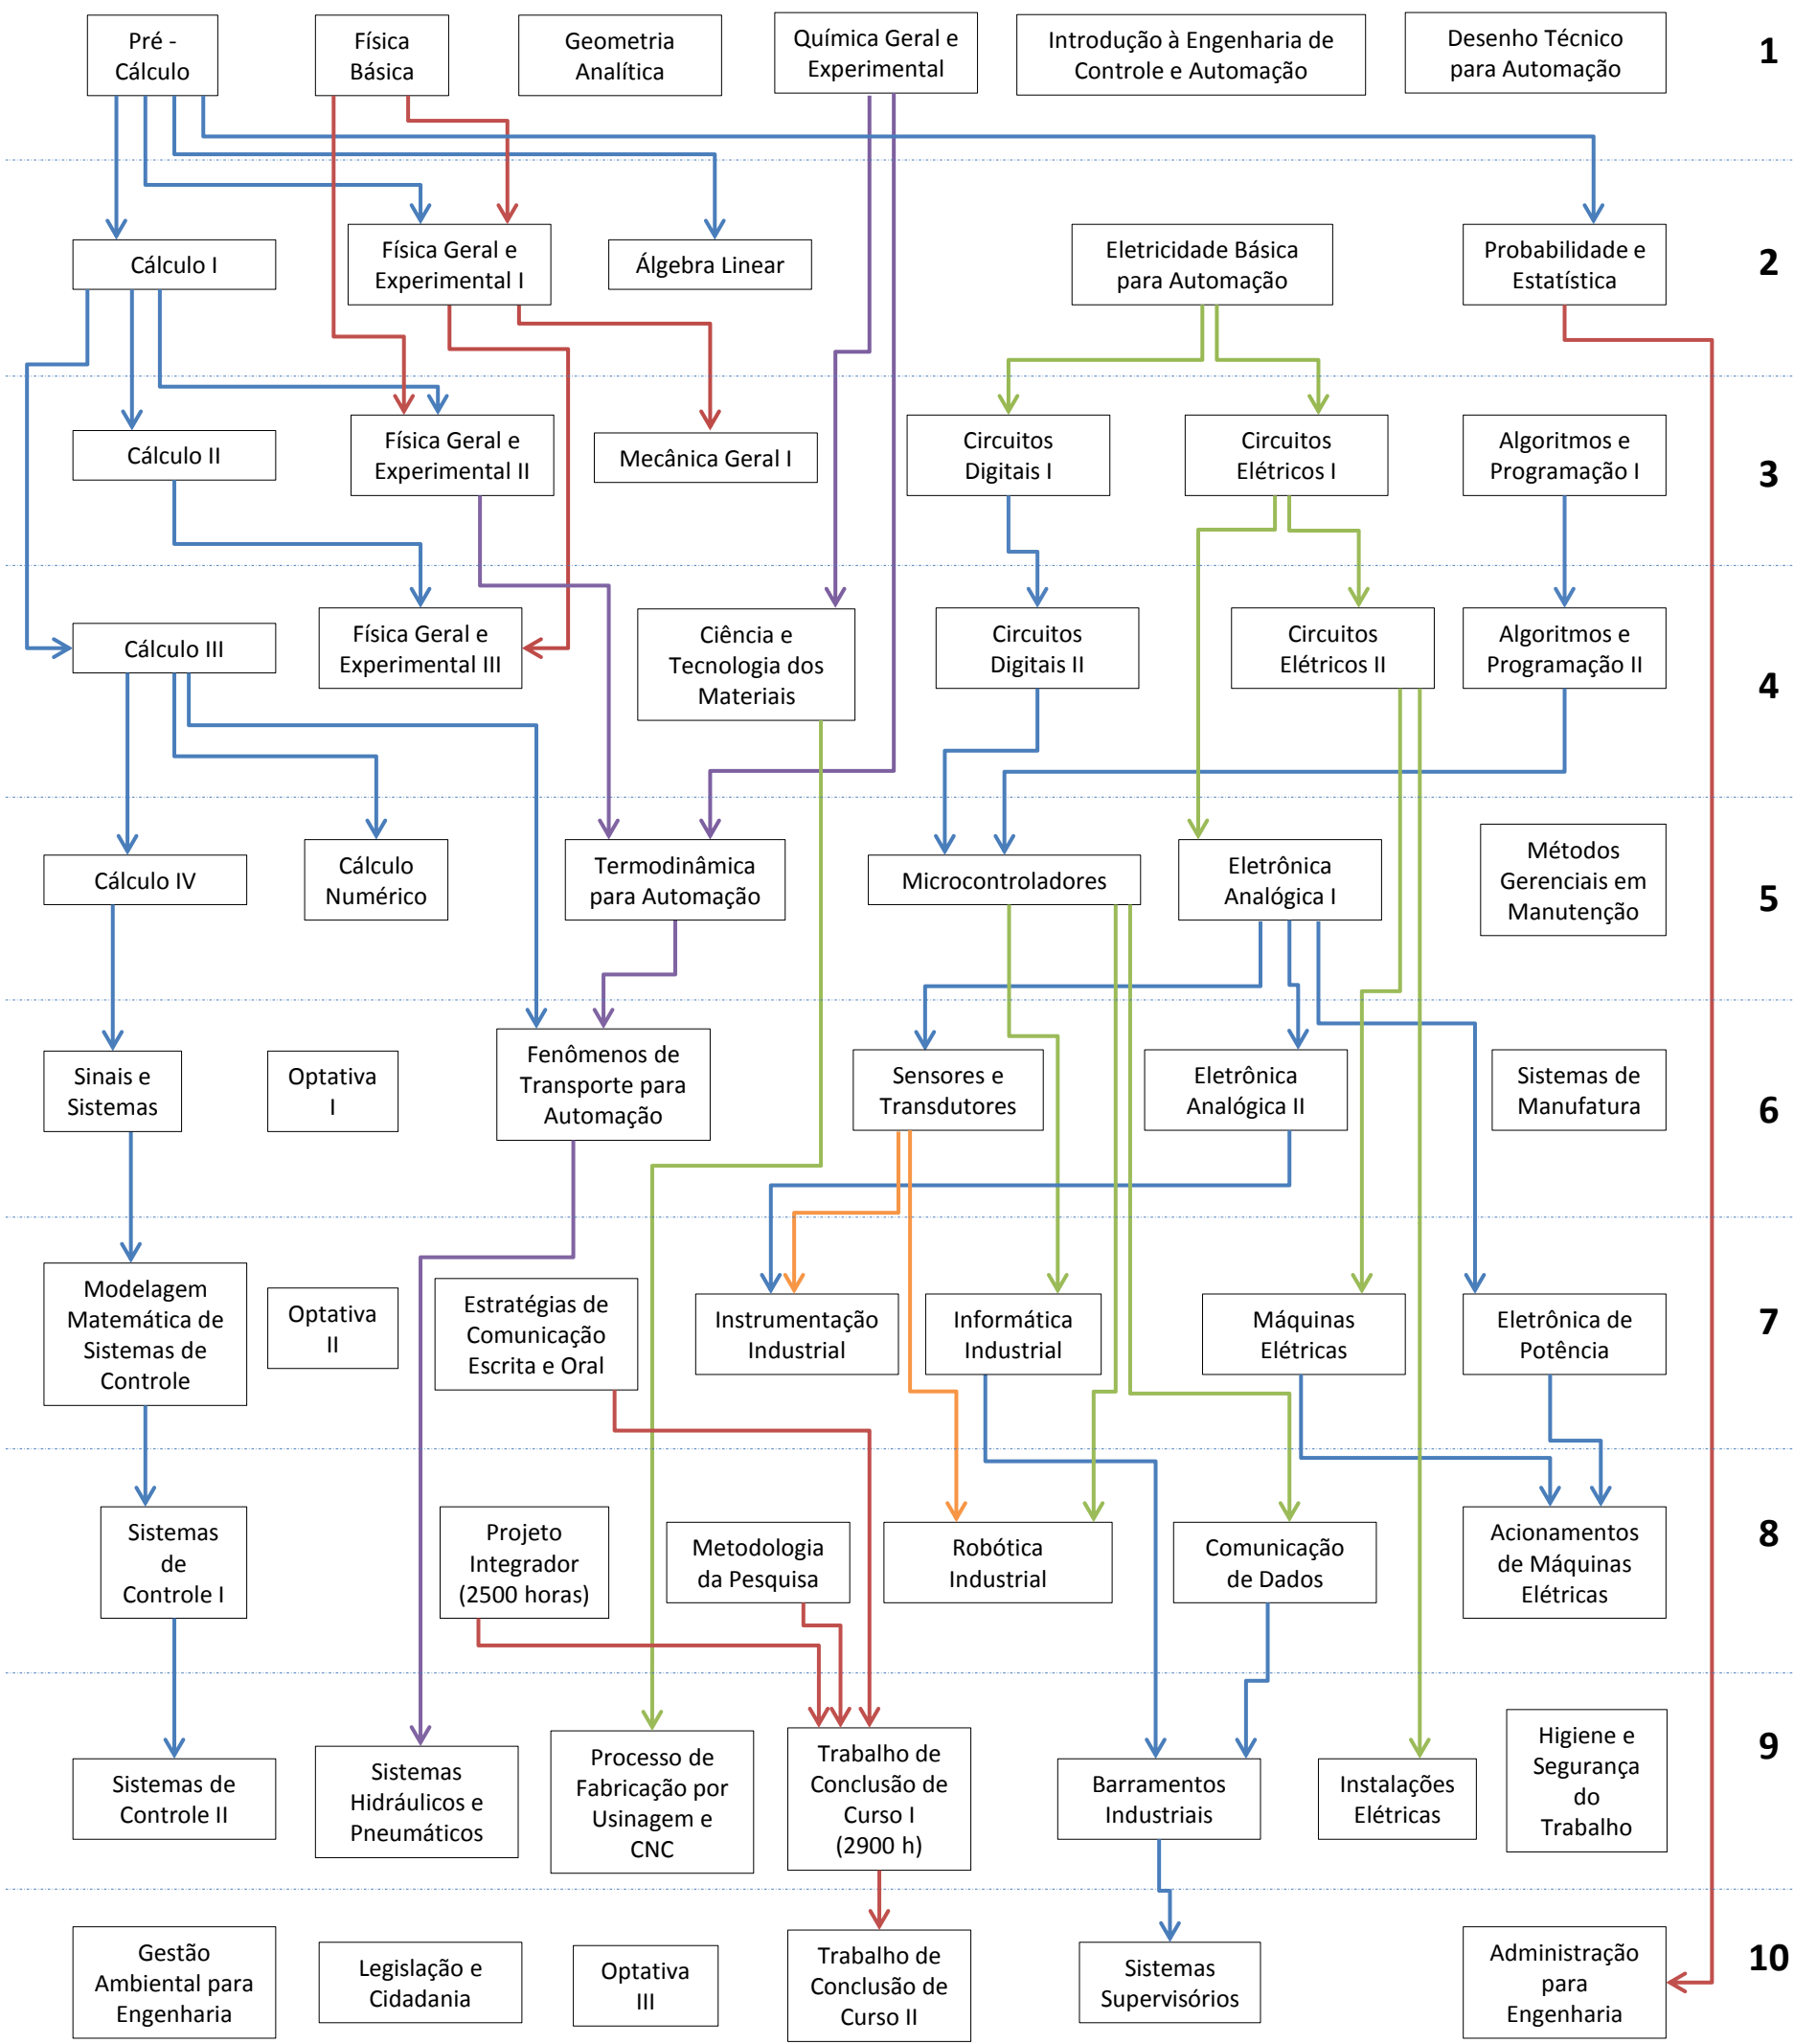 Pré -
Cálculo
Física
Básica
Geometria
Analítica
Química Geral e
Experimental
Introdução à Engenharia de
Controle e Automação
Desenho Técnico
para Automação
1
Cálculo I
Física Geral e
Experimental I
Álgebra Linear
Eletricidade Básica
para Automação
Probabilidade e
Estatística
2
Cálculo II
Física Geral e
Experimental II
Mecânica Geral I
Circuitos
Digitais I
Circuitos
Elétricos I
Algoritmos e
Programação I
3
Cálculo III
Física Geral e
Experimental III
Ciência e
Tecnologia dos
Materiais
Circuitos
Digitais II
Circuitos
Elétricos II
Algoritmos e
Programação II
4
Cálculo IV
Cálculo
Numérico
Termodinâmica
para Automação
Microcontroladores
Eletrônica
Analógica I
Métodos
Gerenciais em
Manutenção
5
Sinais e
Sistemas
Optativa
I
Fenômenos de
Transporte para
Automação
Sensores e
Transdutores
Eletrônica
Analógica II
Sistemas de
Manufatura
6
Modelagem
Matemática de
Sistemas de
Controle
Optativa
II
Estratégias de
Comunicação
Escrita e Oral
Instrumentação
Industrial
Informática
Industrial
Máquinas
Elétricas
Eletrônica de
Potência
7
Sistemas
de
Controle I
Projeto
Integrador
(2500 horas)
Metodologia
da Pesquisa
Robótica
Industrial
Comunicação
de Dados
Acionamentos
de Máquinas
Elétricas
8
Sistemas de
Controle II
Sistemas
Hidráulicos e
Pneumáticos
Processo de
Fabricação por
Usinagem e
CNC
Trabalho de
Conclusão de
Curso I
(2900 h)
Barramentos
Industriais
Instalações
Elétricas
Higiene e
Segurança
do
Trabalho
9
Gestão
Ambiental para
Engenharia
Legislação e
Cidadania
Optativa
III
Trabalho de
Conclusão de
Curso II
Sistemas
Supervisórios
Administração
para
Engenharia
10